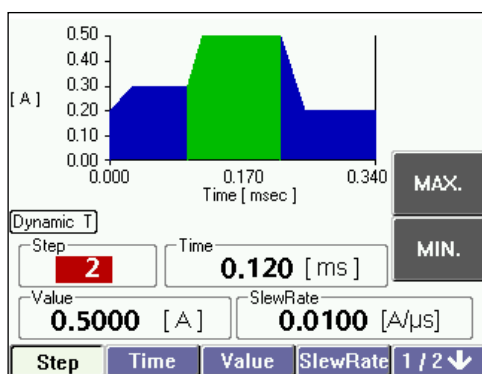 0.50
0.40
0.30
[ A ]
0.20
0.10
0.00
0.000 0.170 0.340
Time [ msec ]
MAX.
MIN.
Dynamic T
Step Time
2 0.120 [ ms ]
Value SlewRate
0.5000 [ A ] 0.0100 [A/µs]
Step Time Value SlewRate 1 / 2